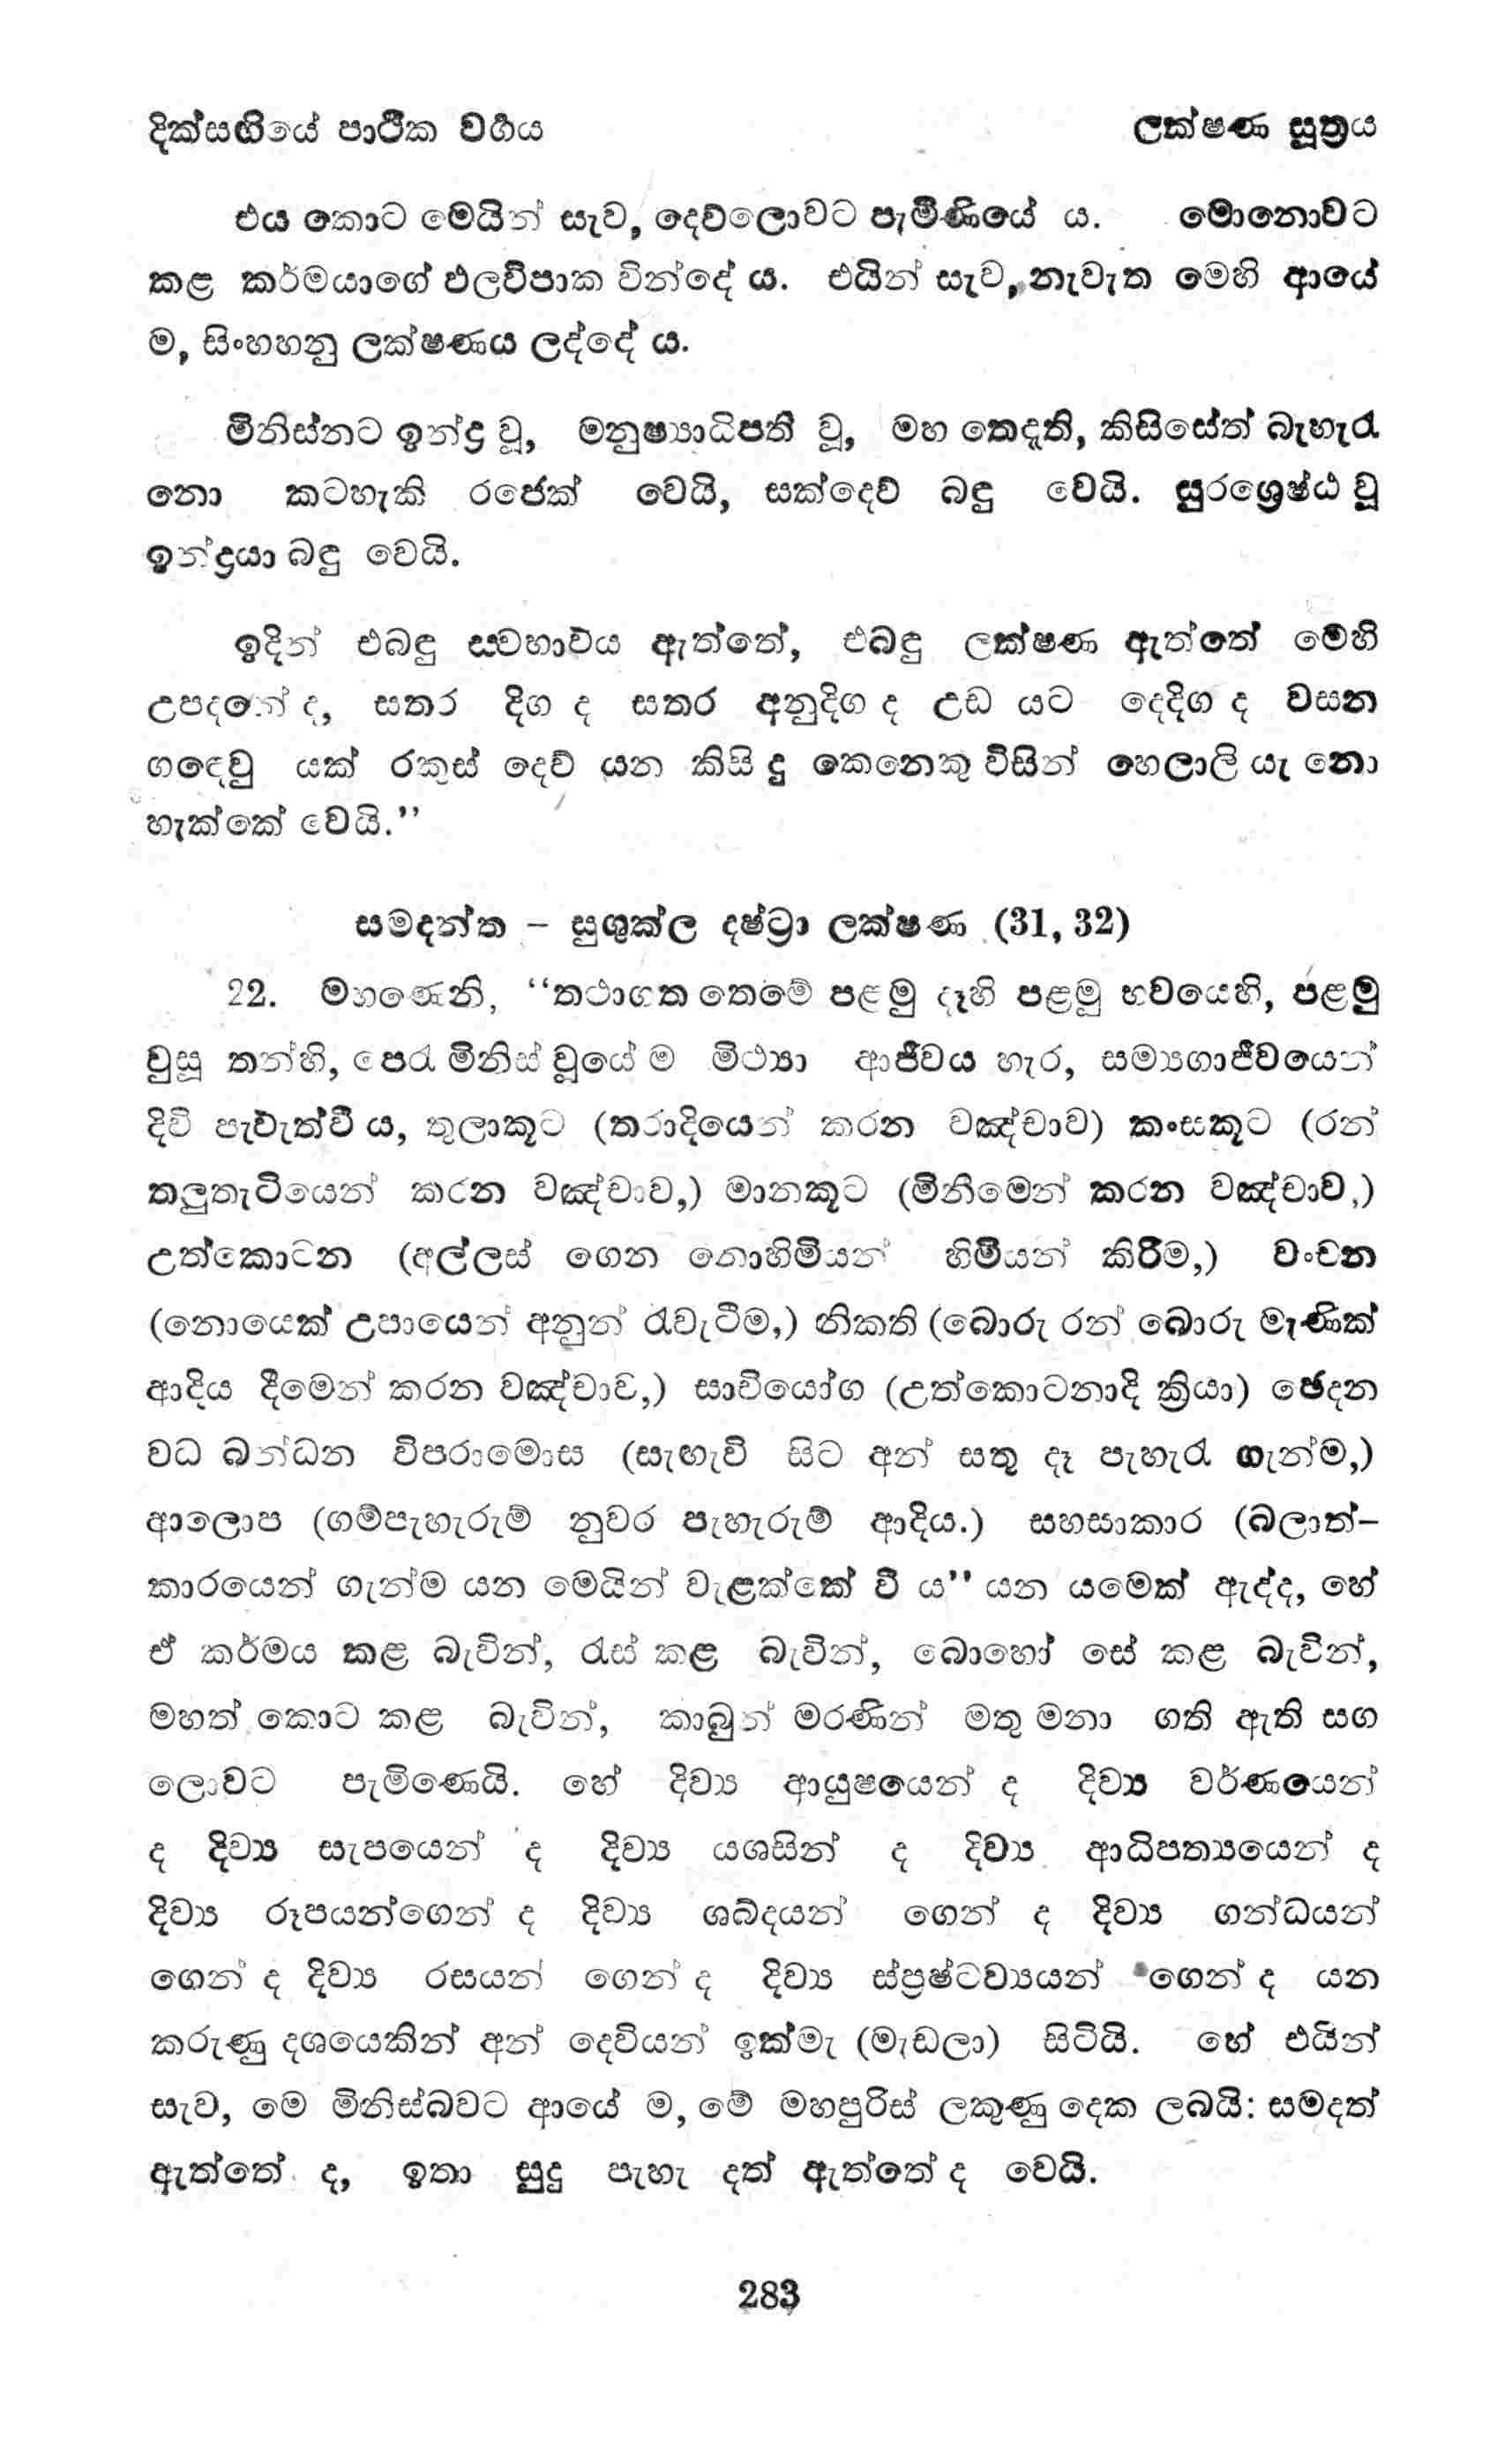 දික්සඟියේ පාථික වර්‍ගය
ලක්ෂණ සූත්‍රය
එය කොට මෙයින් සැව, දෙව්ලොවට පැමිණියේ ය. මොනොවට
කළ කර්මයාගේ ඵලවිපාක වින්දේ ය. එයින් සැව, නැවැත මෙහි ආයේ
ම, සිංහහනු ලක්ෂණය ලද්දේ ය.
මිනිස්නට ඉන්ද්‍ර වූ, මනුෂ්‍යාධිපති වූ, මහ තෙදැති, කිසිසේත් බැහැර
නො කටහැකි රජෙක් වෙයි, සක්දෙව් බඳු වෙයි. සුරශ්‍රෙෂ්ඨ වූ
ඉන්ද්‍රයා බඳු වෙයි.
ඉදින් එබඳු ස්වභාවය ඇත්තේ, එබඳු ලක්ෂණ ඇත්තේ මෙහි
උපදනේ ද, සතර දිග ද සතර අනුදිග ද උඩ යට දෙදිග ද වසන
ගඳෙවු යක් රකුස් දෙව් යන කිසි දු කෙනෙකු විසින් හෙලාලි යැ නො
හැක්කේ වෙයි.”
සමදන්ත – සුශුක්ල දෂ්ට්‍රා ලක්ෂණ (31, 32)
22. මහණෙනි, “තථාගත තෙමේ පළමු දෑහි පළමු භවයෙහි, පළමු
වුසූ තන්හි, පෙර මිනිස් වූයේ ම මිථ්‍යා ආජීවය හැර, සම්‍යගාජීවයෙන්
දිවි පැවැත්වී ය, තුලාකූට (තරාදියෙන් කරන වඤ්චාව) කංසකූට (රන්
තලුතැටියෙන් කරන වඤ්චාව,) මානකූට (මිනීමෙන් කරන වඤ්චාව,)
උත්කොටන (අල්ලස් ගෙන නොහිමියන් හිමියන් කිරීම,) වංචන
(නොයෙක් උපායෙන් අනුන් රැවැටීම,) නිකති (බොරු රන් බොරු මැණික්
ආදිය දීමෙන් කරන වඤ්චාව,) සාවියෝග (උත්කොටනාදි ක්‍රියා) ඡෙදන
වධ බන්ධන විපරාමොස (සැඟැවි සිට අන් සතු දෑ පැහැර ගැන්ම,)
ආලොප (ගම්පැහැරුම් නුවර පැහැරුම් ආදිය.) සහසාකාර (බලාත්–
කාරයෙන් ගැන්ම යන මෙයින් වැළක්කේ වී ය” යන යමෙක් ඇද්ද, හේ
ඒ කර්මය කළ බැවින්, රැස් කළ බැවින්, බොහෝ සේ කළ බැවින්,
මහත් කොට කළ බැවින්, කාබුන් මරණින් මතු මනා ගති ඇති සග
ලොවට පැමිණෙයි. හේ දිව්‍ය ආයුෂයෙන් ද දිව්‍ය වර්ණයෙන්
ද දිව්‍ය සැපයෙන් ද දිව්‍ය යශසින් ද දිව්‍ය ආධිපත්‍යයෙන් ද
දිව්‍ය රූපයන්ගෙන් ද දිව්‍ය ශබ්දයන් ගෙන් ද දිව්‍ය ගන්ධයන්
ගෙන් ද දිව්‍ය රසයන් ගෙන් ද දිව්‍ය ස්ප්‍රෂ්ටව්‍යයන් ගෙන් ද යන
කරුණු දශයෙකින් අන් දෙවියන් ඉක්මැ (මැඩලා) සිටියි. හේ එයින්
සැව, මෙ මිනිස්බවට ආයේ ම, මේ මහපුරිස් ලකුණු දෙක ලබයි: සමදත්
ඇත්තේ ද, ඉතා සුදු පැහැ දත් ඇත්තේ ද වෙයි.
283